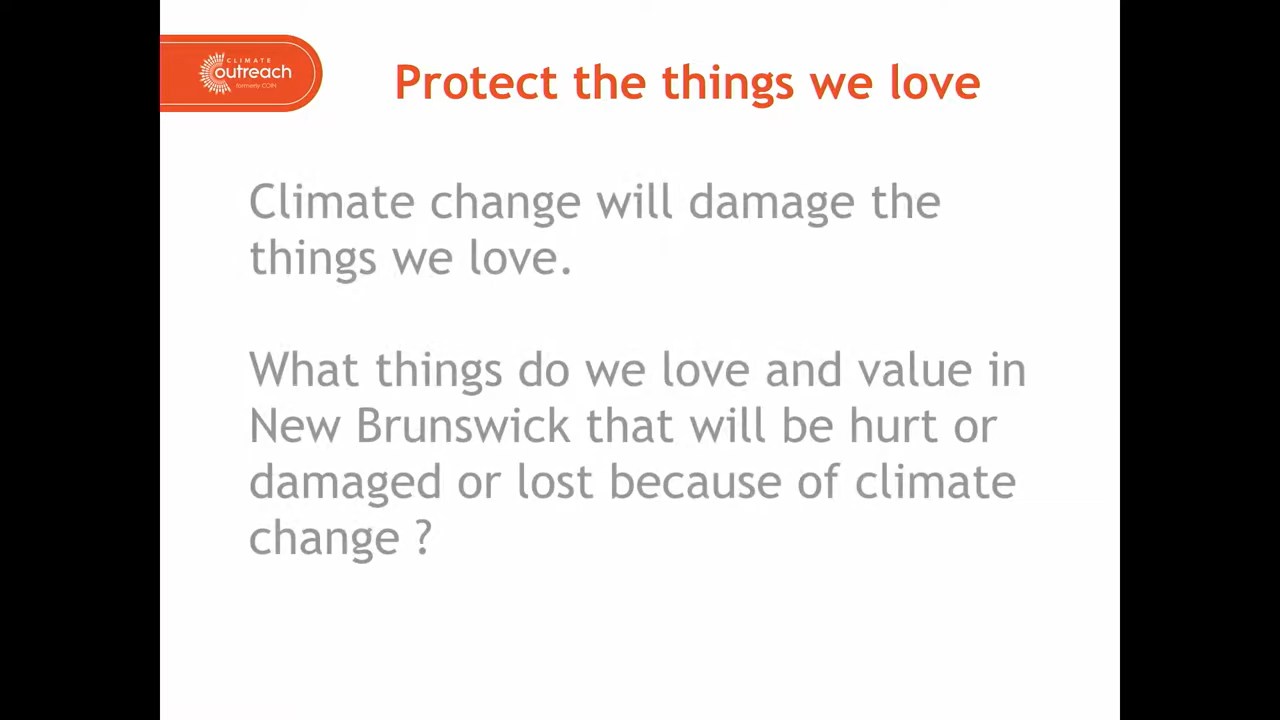 CLIMATE
outreach
formerly COIN
Protect the things we love
Climate change will damage the
things we love.
What things do we love and value in
New Brunswick that will be hurt or
damaged or lost because of climate
change ?